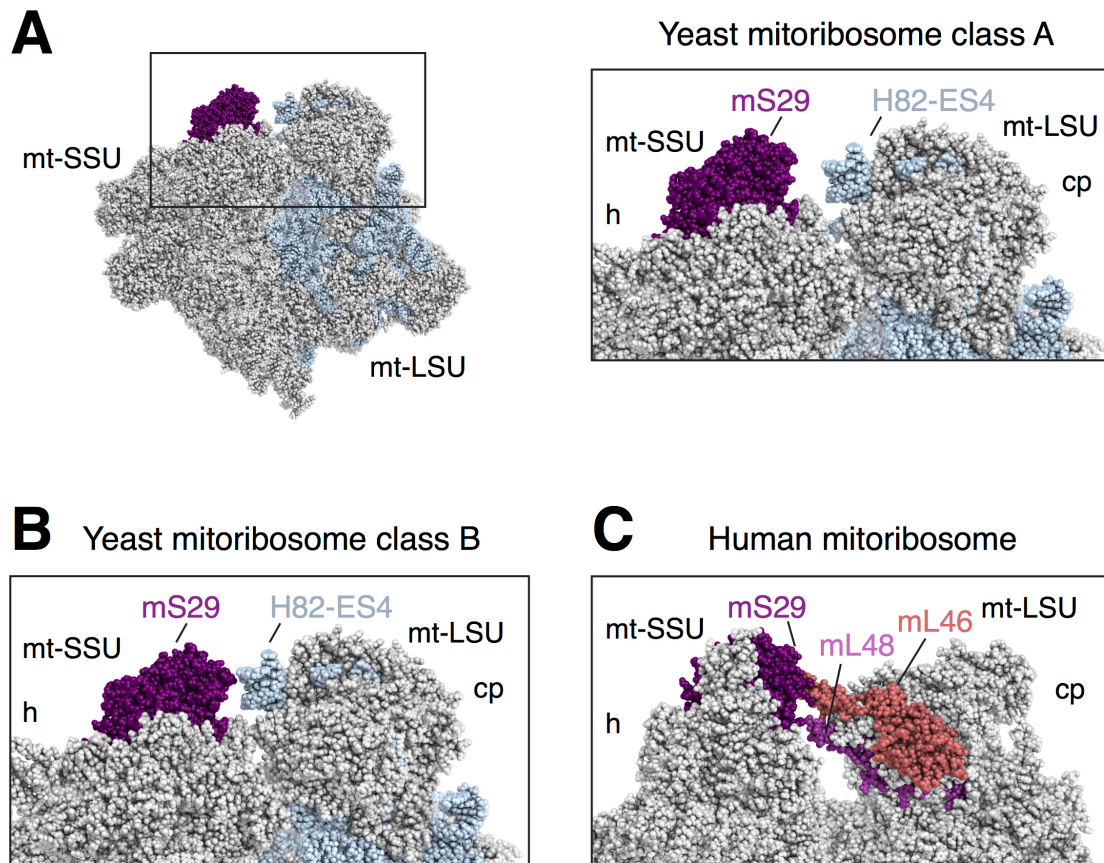 A
mt-SSU
mt-LSU
Yeast mitoribosome class A
mS29
H82-ES4
mt-SSU
mt-LSU
cp
h
B
Yeast mitoribosome class B
mS29
H82-ES4
mt-SSU
mt-LSU
cp
h
C
Human mitoribosome
mS29
mL46
mt-LSU
mt-SSU
mL48
cp
h